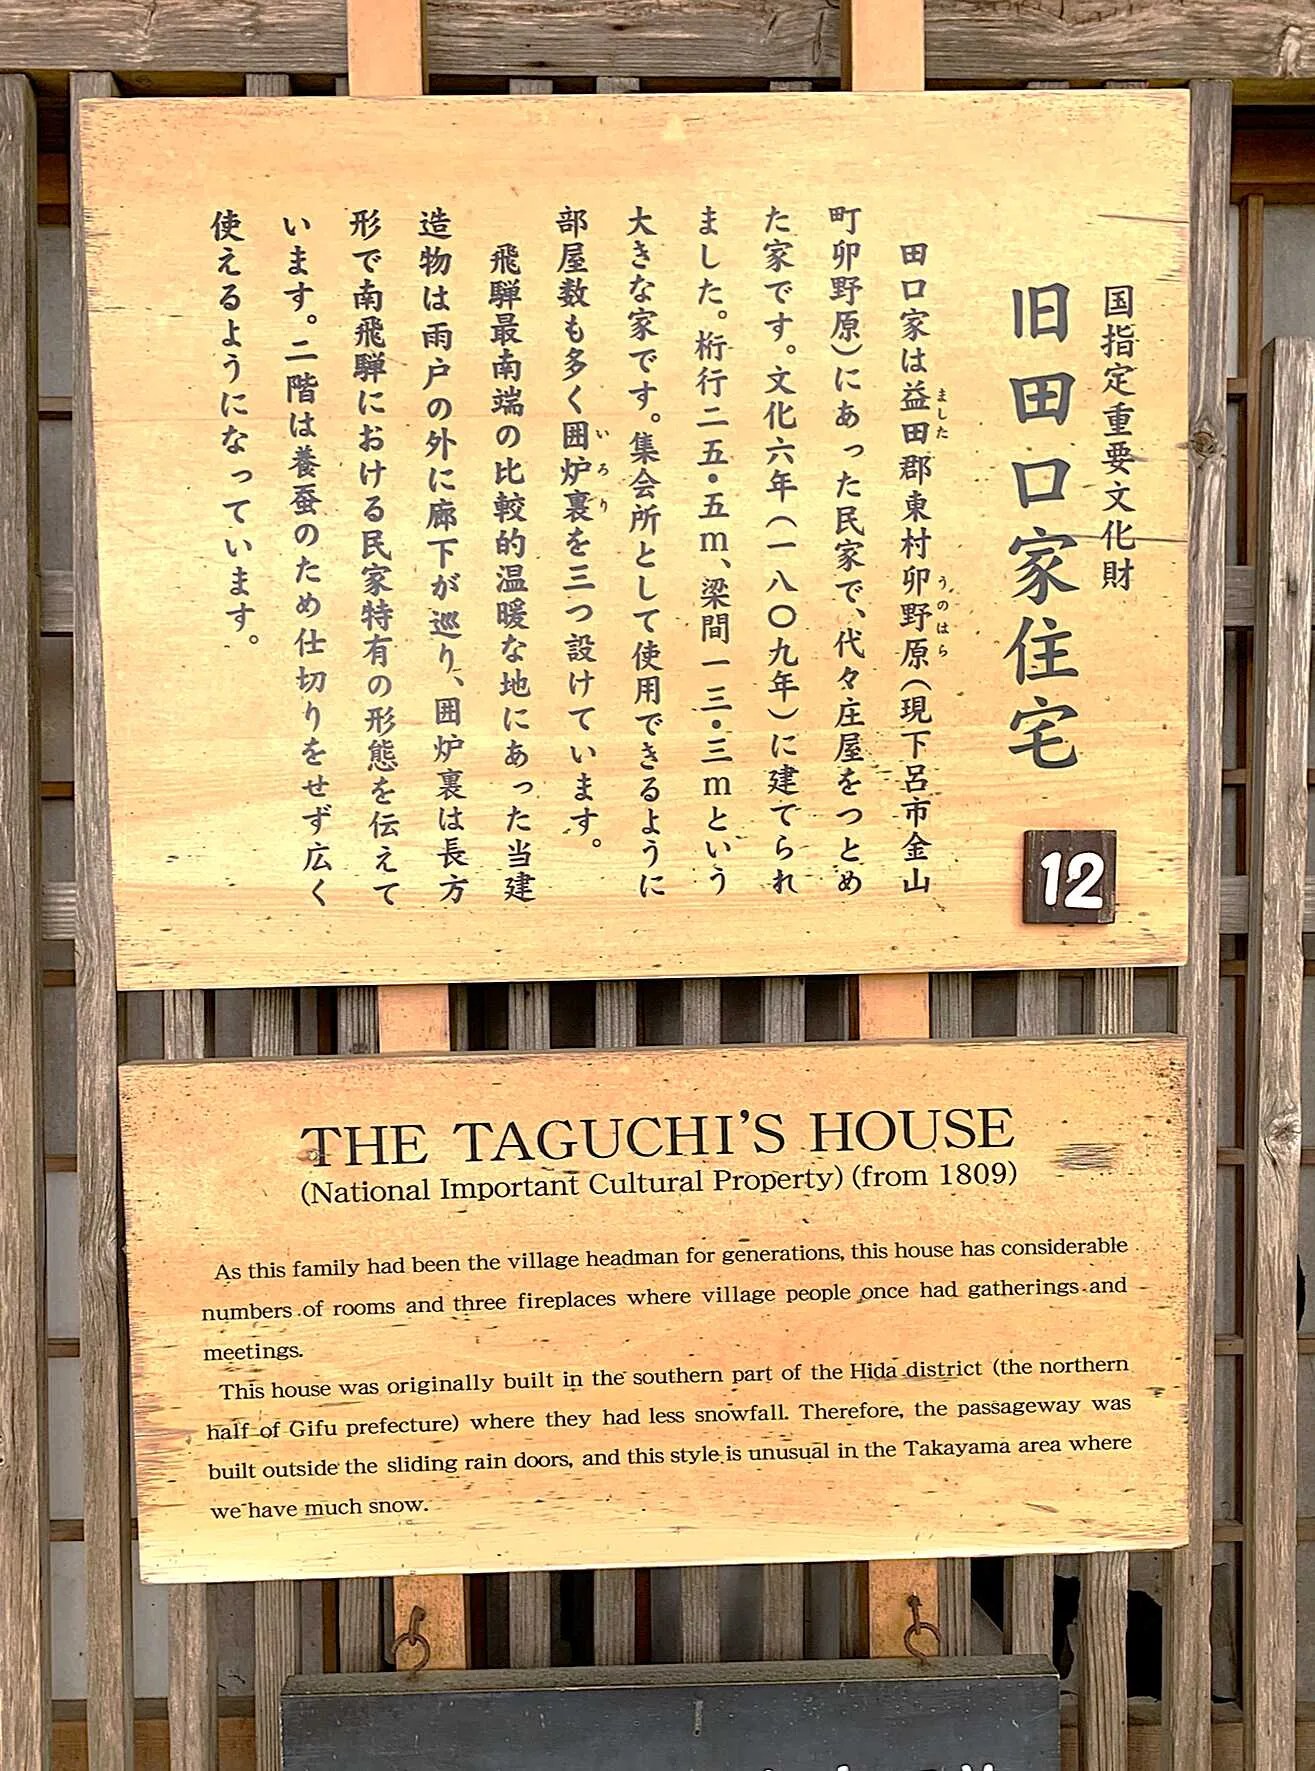 国指定重要文化財
旧田口家住宅
12
田口家は益田郡東村卯野原(現下呂市金山
ました
うのはら
町卯野原)にあった民家で、代々庄屋をつとめ
た家です。文化六年(一八〇九年)に建てられ
ました。桁行二五・五m、梁間一三・三mという
大きな家です。集会所として使用できるように
部屋数も多く囲炉裏を三つ設けています。
いろり
飛騨最南端の比較的温暖な地にあった当建
造物は雨戸の外に廊下が巡り、囲炉裏は長方
形で南飛騨における民家特有の形態を伝えて
います。二階は養蚕のため仕切りをせず広く
使えるようになっています。
THE TAGUCHI'S HOUSE
(National Important Cultural Property) (from 1809)
As this family had been the village headman for generations, this house has considerable
numbers of rooms and three fireplaces where village people once had gatherings and
meetings.
This house was originally built in the southern part of the Hida district (the northern
half of Gifu prefecture) where they had less snowfall. Therefore, the passageway was
built outside the sliding rain doors, and this style is unusual in the Takayama area where
we have much snow.